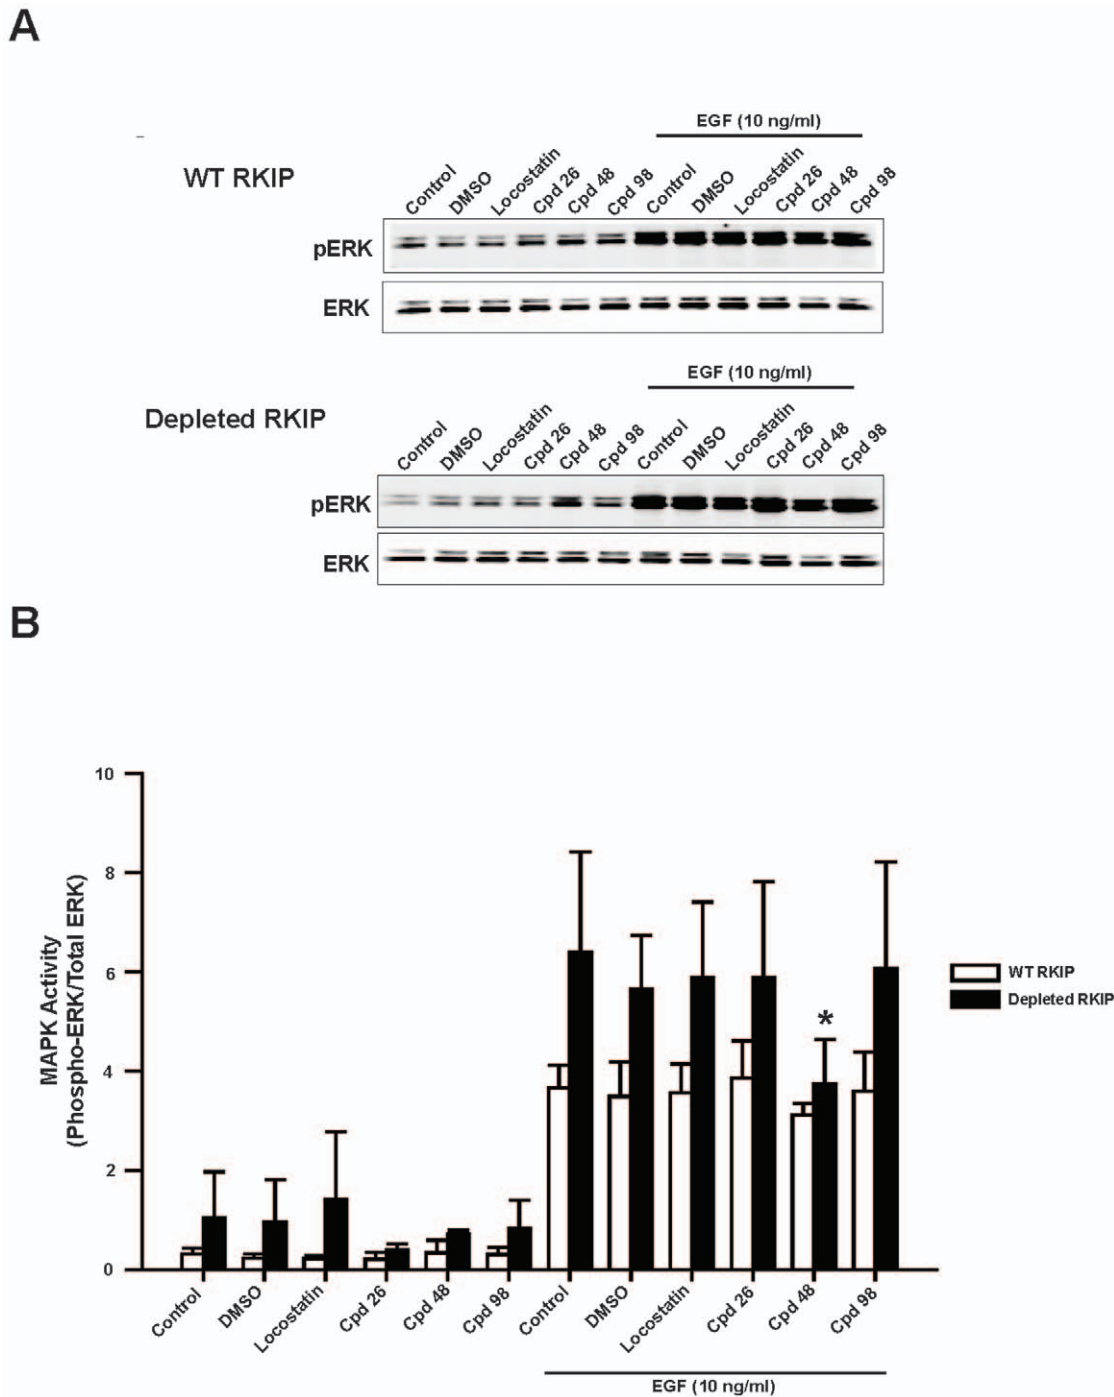 A
EGF (10 ng/ml)
WT RKIP
Control
DMSO
Locostatin
Cpd 26
Cpd 48
Cpd 98
Control
DMSO
Locostatin
Cpd 26
Cpd 48
Cpd 98
pERK
ERK
EGF (10 ng/ml)
Depleted RKIP
Control
DMSO
Locostatin
Cpd 26
Cpd 48
Cpd 98
Control
DMSO
Locostatin
Cpd 26
Cpd 48
Cpd 98
pERK
ERK
B
MAPK Activity
(Phospho-ERK/Total ERK)
10
8
6
4
2
0
*
WT RKIP
Depleted RKIP
Control
DMSO
Locostatin
Cpd 26
Cpd 48
Cpd 98
Control
DMSO
Locostatin
Cpd 26
Cpd 48
Cpd 98
EGF (10 ng/ml)